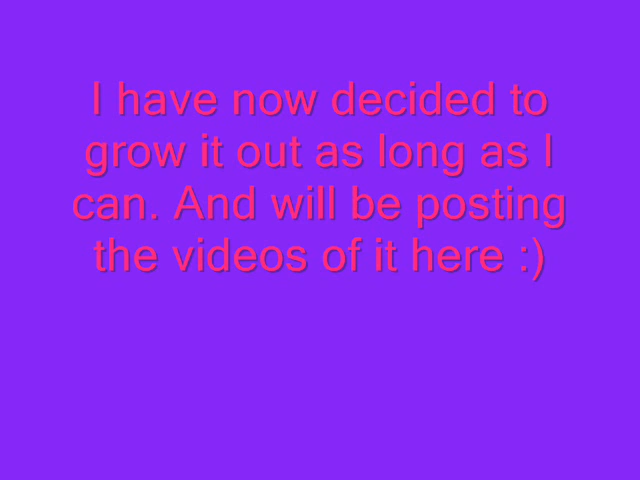 I have now decided to
grow it out as long as I
can. And will be posting
the videos of it here :)